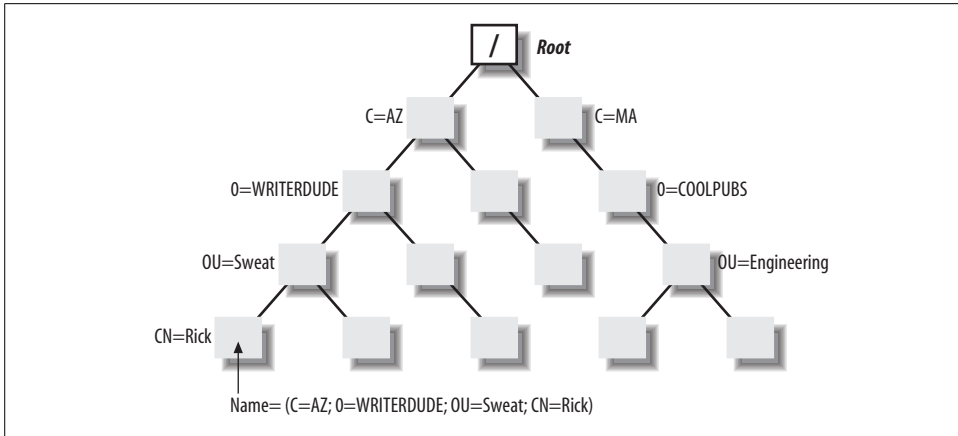 / Root
C=AZ C=MA
0=WRITERDUDE 0=COOLPUBS
OU=Sweat OU=Engineering
CN=Rick
Name= (C=AZ; 0=WRITERDUDE; OU=Sweat; CN=Rick)